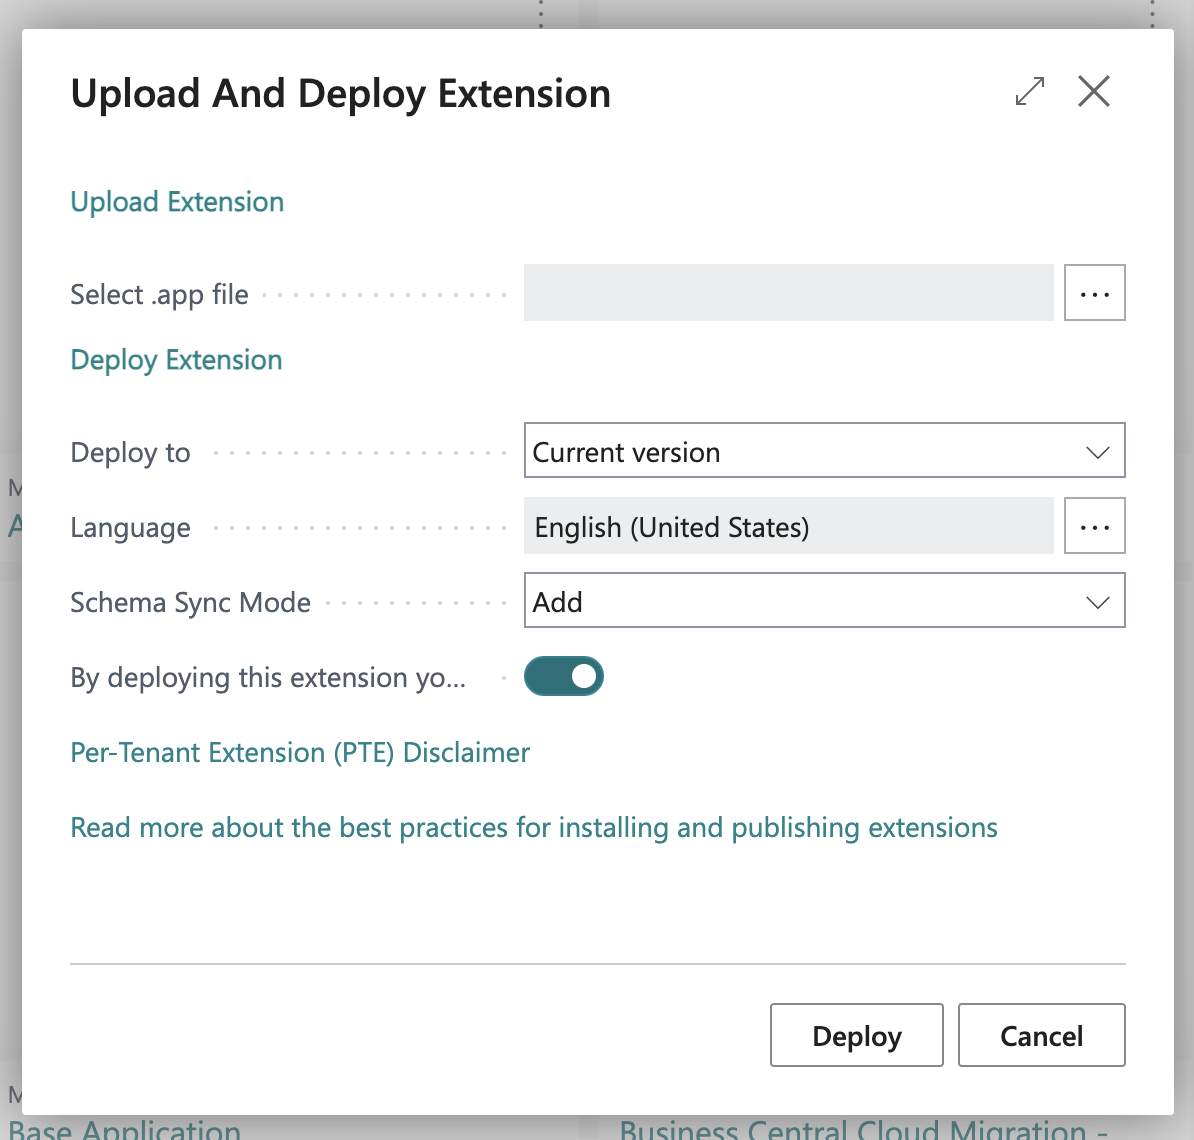 Upload And Deploy Extension
Upload Extension
Select .app file
Deploy Extension
Deploy to
Current version
Language
English (United States)
Schema Sync Mode
Add
By deploying this extension yo...
Per-Tenant Extension (PTE) Disclaimer
Read more about the best practices for installing and publishing extensions
Deploy
Cancel
Base Application
Business Central Cloud Migration -